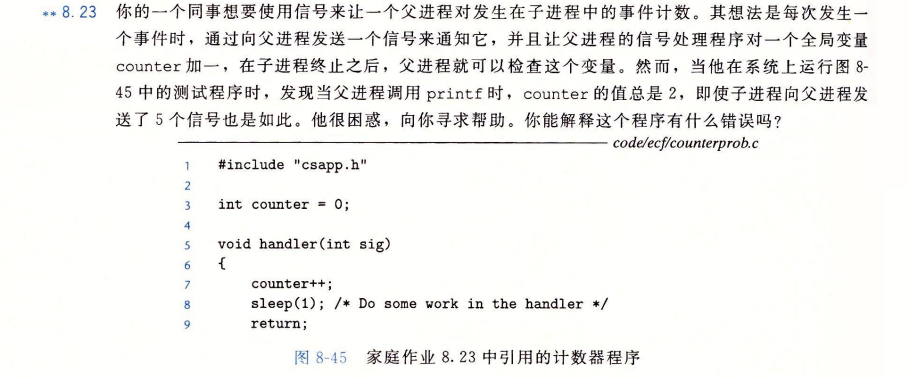 ** 8.23 你的一个同事想要使用信号来让一个父进程对发生在子进程中的事件计数。其想法是每次发生一
个事件时，通过向父进程发送一个信号来通知它，并且让父进程的信号处理程序对一个全局变量
counter 加一，在子进程终止之后，父进程就可以检查这个变量。然而，当他在系统上运行图 8-
45 中的测试程序时，发现当父进程调用 printf 时，counter 的值总是 2，即使子进程向父进程发
送了 5 个信号也是如此。他很困惑，向你寻求帮助。你能解释这个程序有什么错误吗？
code/ecf/counterprob.c
1 #include "csapp.h"
2
3 int counter = 0;
4
5 void handler(int sig)
6 {
7 counter++;
8 sleep(1); /* Do some work in the handler */
9 return;
图 8-45 家庭作业 8.23 中引用的计数器程序